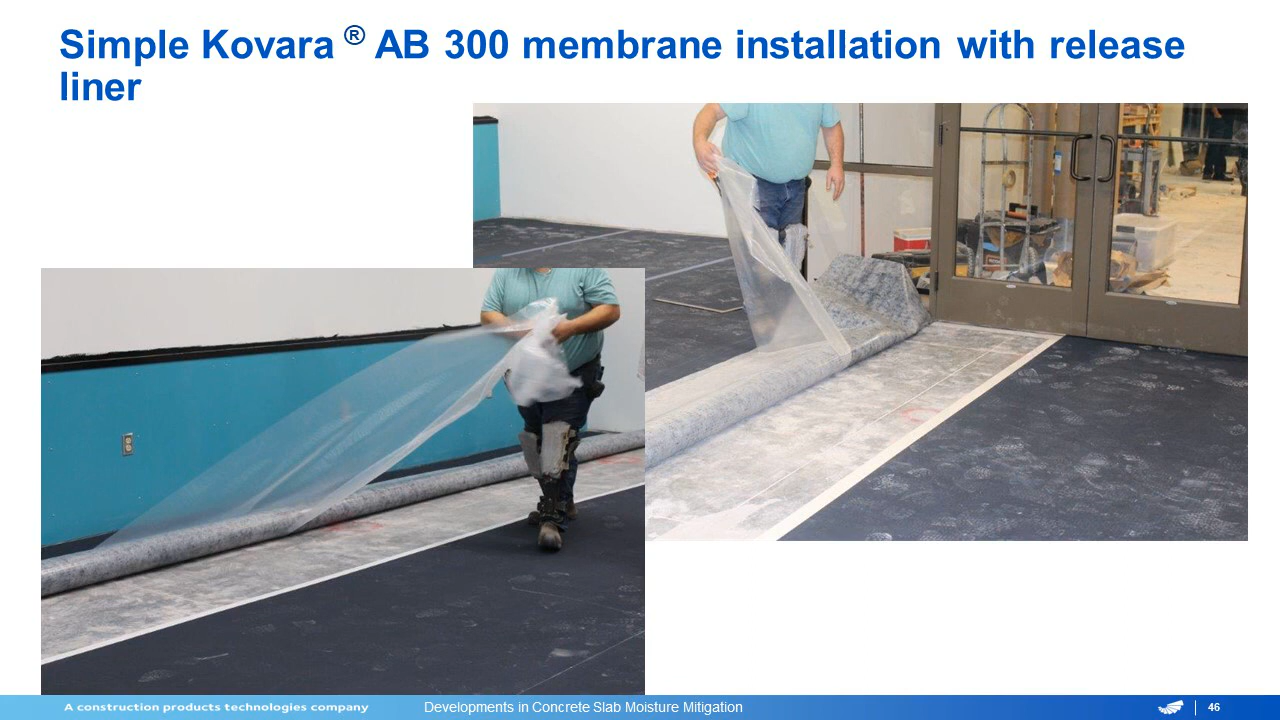 Simple Kovara ® AB 300 membrane installation with release
liner
A construction products technologies company
Developments in Concrete Slab Moisture Mitigation
46